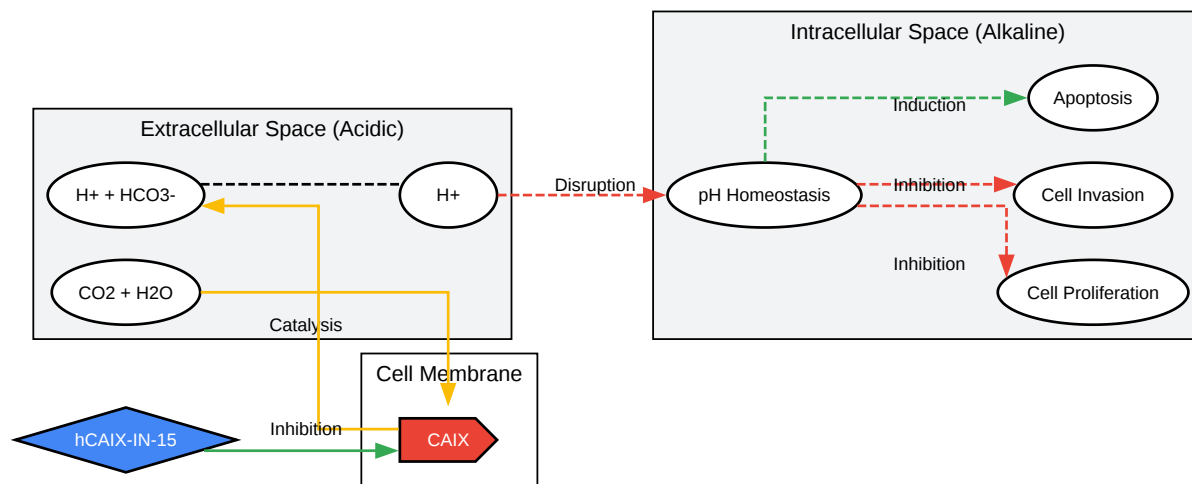 Intracellular Space (Alkaline)
Apoptosis
Induction
Extracellular Space (Acidic)
H+ + HCO3-
H+
Disruption
pH Homeostasis
Inhibition
Cell Invasion
Inhibition
CO2 + H2O
Cell Proliferation
Catalysis
Cell Membrane
hCAIX-IN-15
Inhibition
CAIX